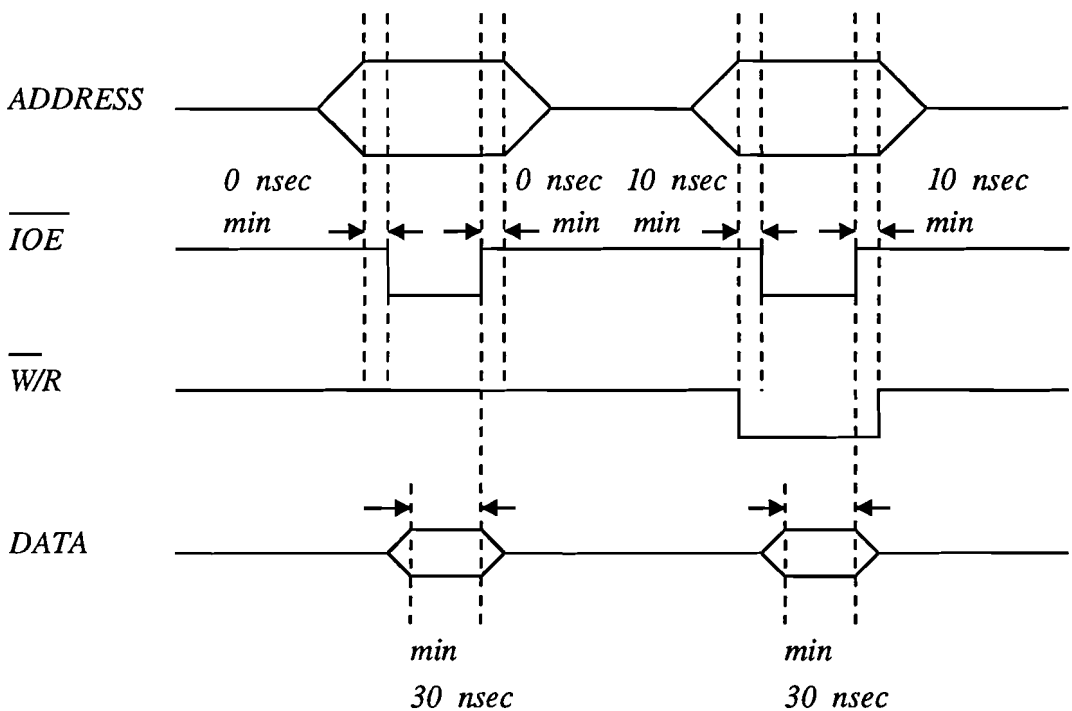 ADDRESS
0 nsec
min
0 nsec
min
10 nsec
min
10 nsec
min
IOE
W/R
DATA
min
30 nsec
min
30 nsec